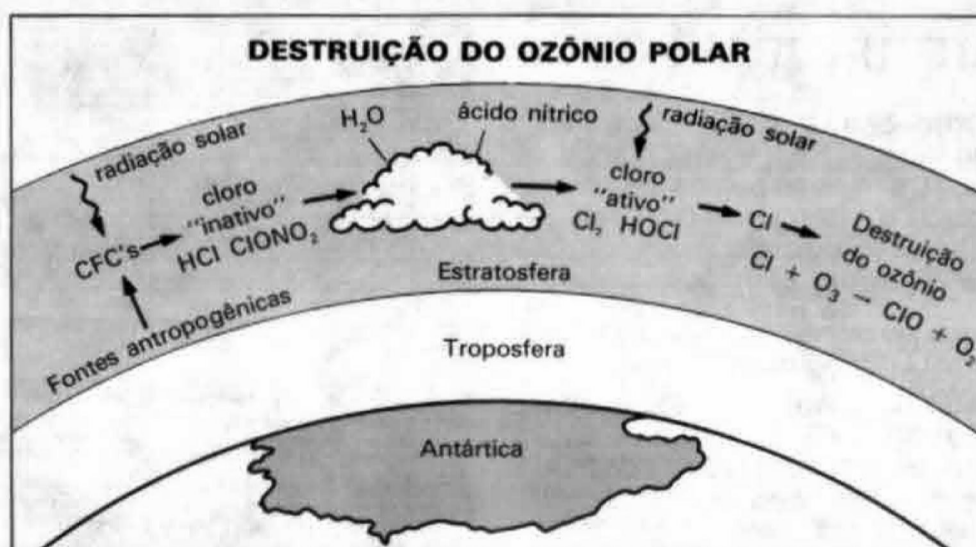 DESTRUIÇÃO DO OZÔNIO POLAR
radiação solar
H₂O
ácido nítrico
radiação solar
cloro
"inativo"
HCl ClONO₂
cloro
"ativo"
Cl₂ HOCl
Cl
Destruição
do ozônio
Cl + O₃ → ClO + O₂
CFC's
Fontes antropogênicas
Estratosfera
Troposfera
Antártica